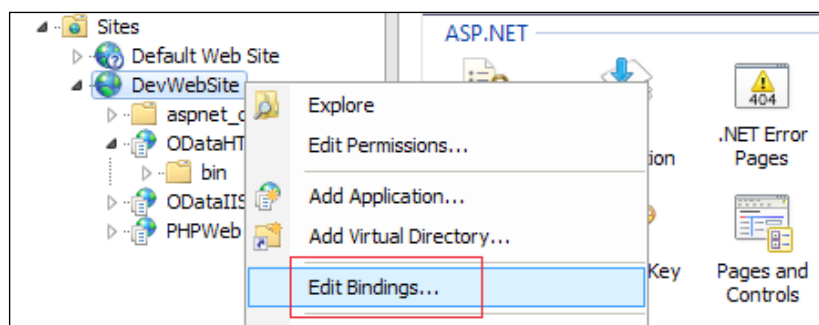 Sites
Default Web Site
DevWebSite
aspnet_c
ODataHT
bin
ODataIIS
PHPWeb
Explore
Edit Permissions...
Add Application...
Add Virtual Directory...
Edit Bindings...
ASP.NET
404
.NET Error
Pages
ion
Key
Pages and
Controls